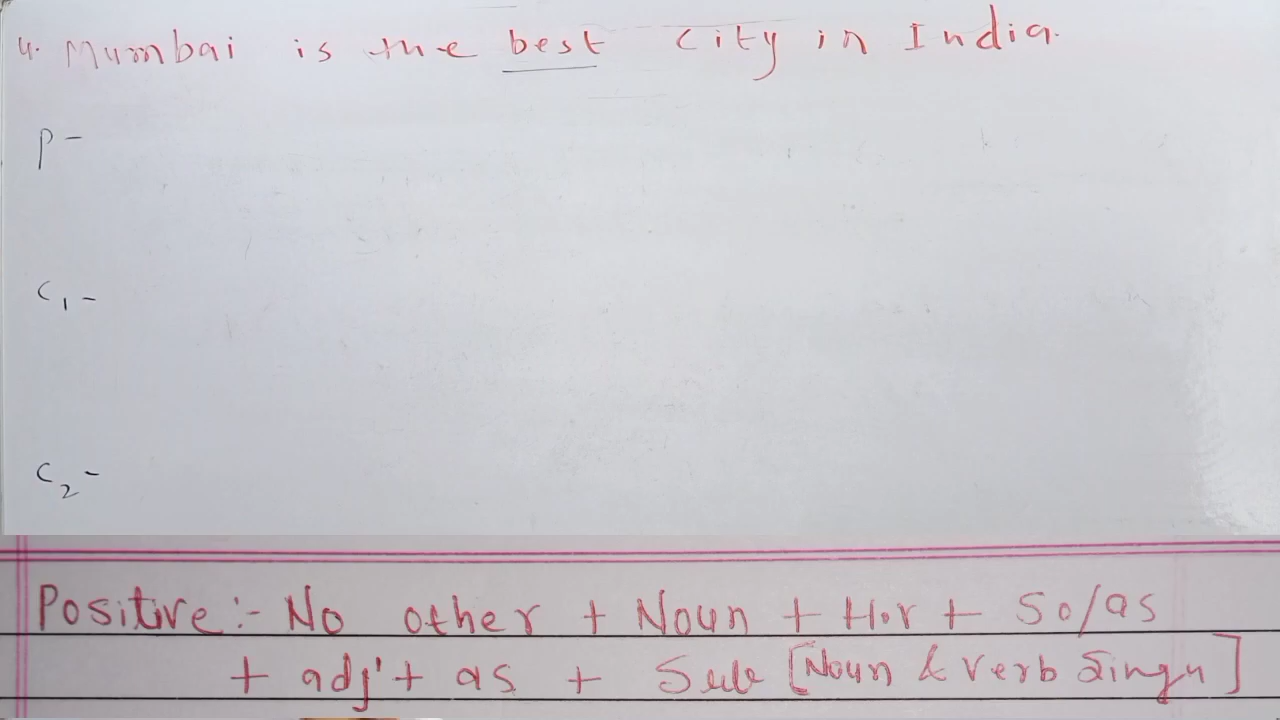 4. Mumbai is the best city in India.
P -
C1 -
C2 -
Positive :- No other + Noun + H.v + So/as
+ adj' + as + Sub [Noun & Verb Singu]